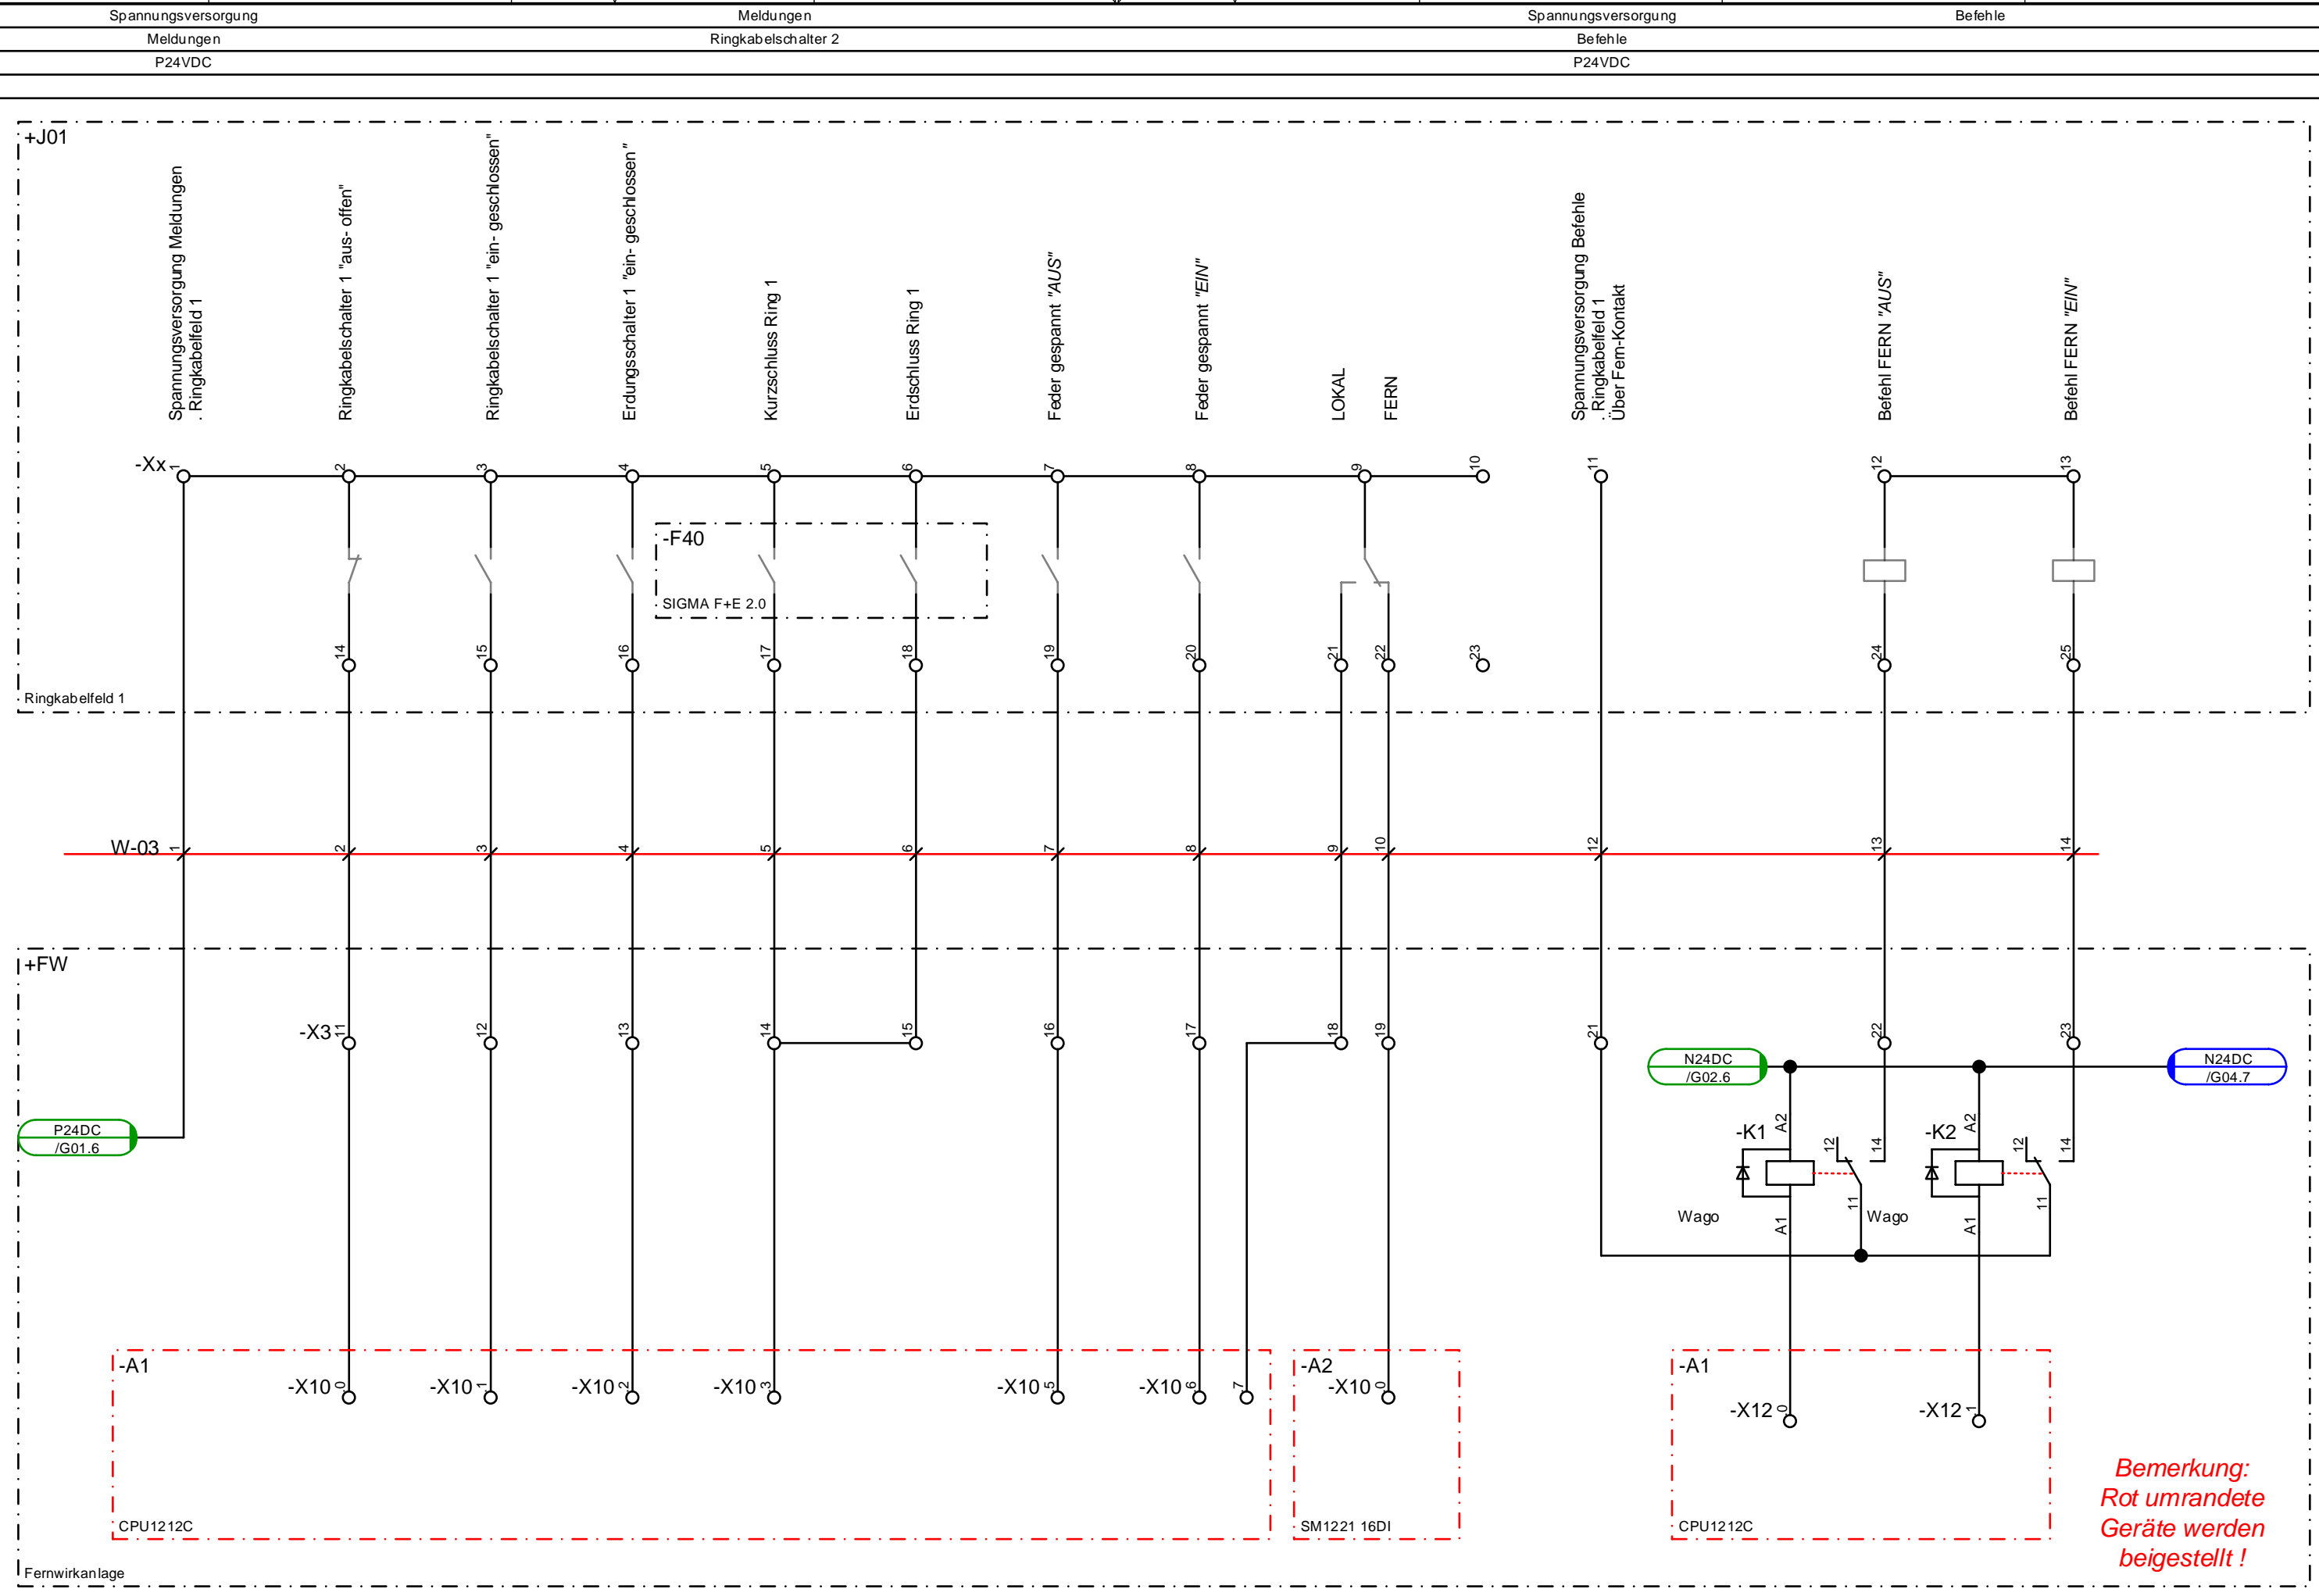 Spannungsversorgung Meldungen Spannungsversorgung Befehle
Meldungen Ringkabelschalter 2 Befehle
P24VDC P24VDC
+J01
Spannungsversorgung Meldungen
. Ringkabelfeld 1
Ringkabelschalter 1 "aus- offen"
Ringkabelschalter 1 "ein- geschlossen"
Erdungsschalter 1 "ein- geschlossen"
Kurzschluss Ring 1
Erdschluss Ring 1
Feder gespannt "AUS"
Feder gespannt "EIN"
LOKAL
FERN
Spannungsversorgung Befehle
. Ringkabelfeld 1
Über Fern-Kontakt
Befehl FERN "AUS"
Befehl FERN "EIN"
-Xx 1 2 3 4 5 6 7 8 9 10 11 12 13
-F40
SIGMA F+E 2.0
14 15 16 17 18 19 20 21 22 23 24 25
Ringkabelfeld 1
W-03 1 2 3 4 5 6 7 8 9 10 12 13 14
+FW
-X3 11 12 13 14 15 16 17 18 19 21 22 23
N24DC
/G02.6
N24DC
/G04.7
P24DC
/G01.6
-K1 A2 12 14 -K2 A2 12 14
Wago A1 11 Wago A1 11
-A1
-X10 0 -X10 1 -X10 2 -X10 3 -X10 5 -X10 6 7
CPU1212C
-A2
-X10 0
SM1221 16DI
-A1
-X12 0 -X12 1
CPU1212C
Bemerkung:
Rot umrandete
Geräte werden
beigestellt !
Fernwirkanlage